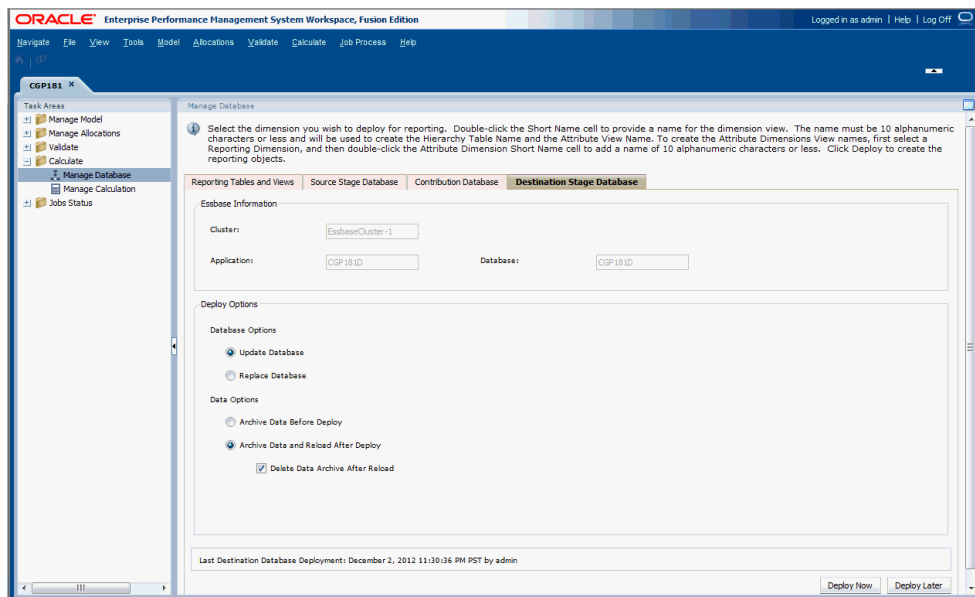 ORACLE Enterprise Performance Management System Workspace, Fusion Edition
Logged in as admin | Help | Log Off
Navigate File View Tools Model Allocations Validate Calculate Job Process Help
CGP181 ×
Task Areas
Manage Model
Manage Allocations
Validate
Calculate
Manage Database
Manage Calculation
Jobs Status
Manage Database
Select the dimension you wish to deploy for reporting. Double-click the Short Name cell to provide a name for the dimension view. The name must be 10 alphanumeric
characters or less and will be used to create the Hierarchy Table Name and the Attribute View Name. To create the Attribute Dimensions View names, first select a
Reporting Dimension, and then double-click the Attribute Dimension Short Name cell to add a name of 10 alphanumeric characters or less. Click Deploy to create the
reporting objects.
Reporting Tables and Views Source Stage Database Contribution Database Destination Stage Database
Essbase Information
Cluster: EssbaseCluster-1
Application: CGP181D Database: CGP181D
Deploy Options
Database Options
Update Database
Replace Database
Data Options
Archive Data Before Deploy
Archive Data and Reload After Deploy
Delete Data Archive After Reload
Last Destination Database Deployment: December 2, 2012 11:30:36 PM PST by admin
Deploy Now Deploy Later